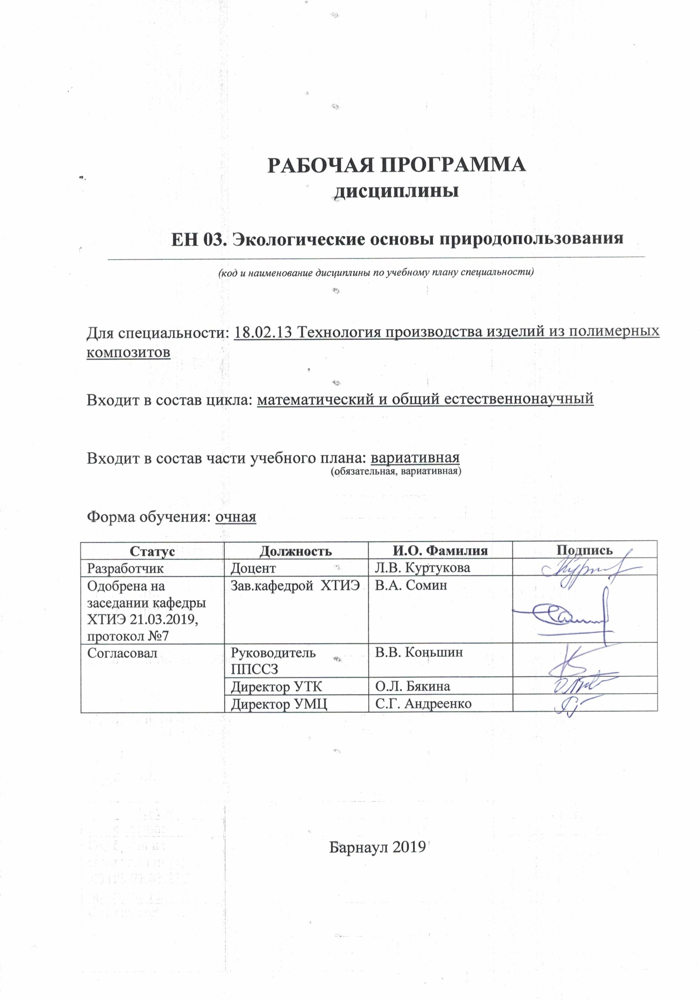 РАБОЧАЯ ПРОГРАММА
дисциплины
ЕН 03. Экологические основы природопользования
(код и наименование дисциплины по учебному плану специальности)
Для специальности: 18.02.13 Технология производства изделий из полимерных
композитов
Входит в состав цикла: математический и общий естественнонаучный
Входит в состав части учебного плана: вариативная
(обязательная, вариативная)
Форма обучения: очная
Статус Должность И.О. Фамилия Подпись
Разработчик Доцент Л.В. Куртукова
Одобрена на Зав.кафедрой ХТИЭ В.А. Сомин
заседании кафедры
ХТИЭ 21.03.2019,
протокол №7
Согласовал Руководитель В.В. Коньшин
ППССЗ
Директор УТК О.Л. Бякина
Директор УМЦ С.Г. Андреенко
Барнаул 2019